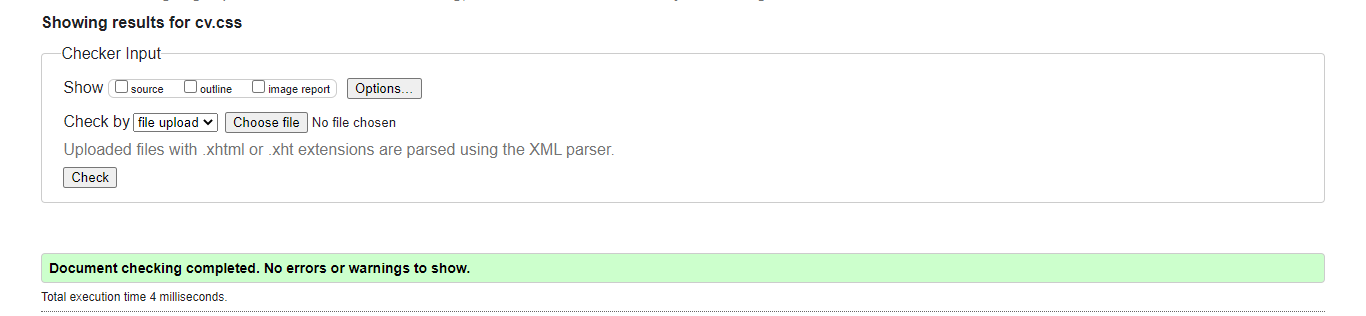 Showing results for cv.css
Checker Input
Show source outline image report Options...
Check by file upload Choose file No file chosen
Uploaded files with .xhtml or .xht extensions are parsed using the XML parser.
Check
Document checking completed. No errors or warnings to show.
Total execution time 4 milliseconds.